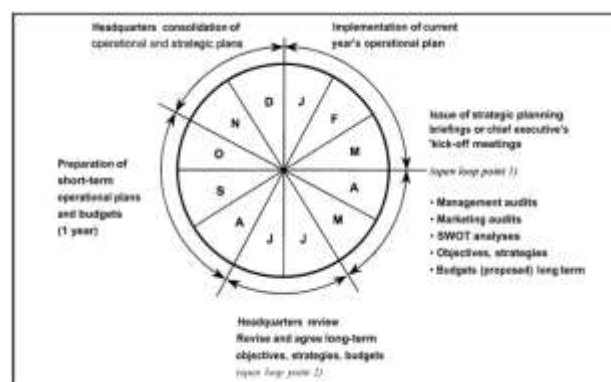 Headquarters consolidation of
operational and strategic plans
Implementation of current
year's operational plan
D
J
N
F
O
M
S
A
A
M
J
J
Issue of strategic planning
briefings or chief executive's
'kick-off meetings
(open loop point 1)
• Management audits
• Marketing audits
• SWOT analyses
• Objectives, strategies
• Budgets (proposed) long term
Preparation of
short-term
operational plans
and budgets
(1 year)
Headquarters review
Revise and agree long-term
objectives, strategies, budgets
(open loop point 2)